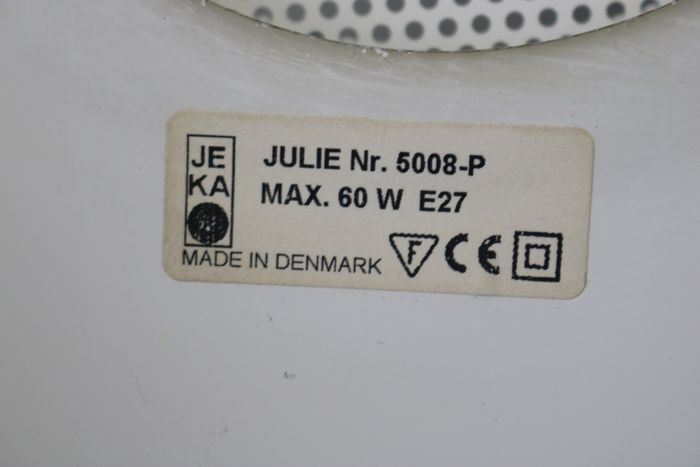 JE
KA
JULIE Nr. 5008-P
MAX. 60 W E27
MADE IN DENMARK
F
CE